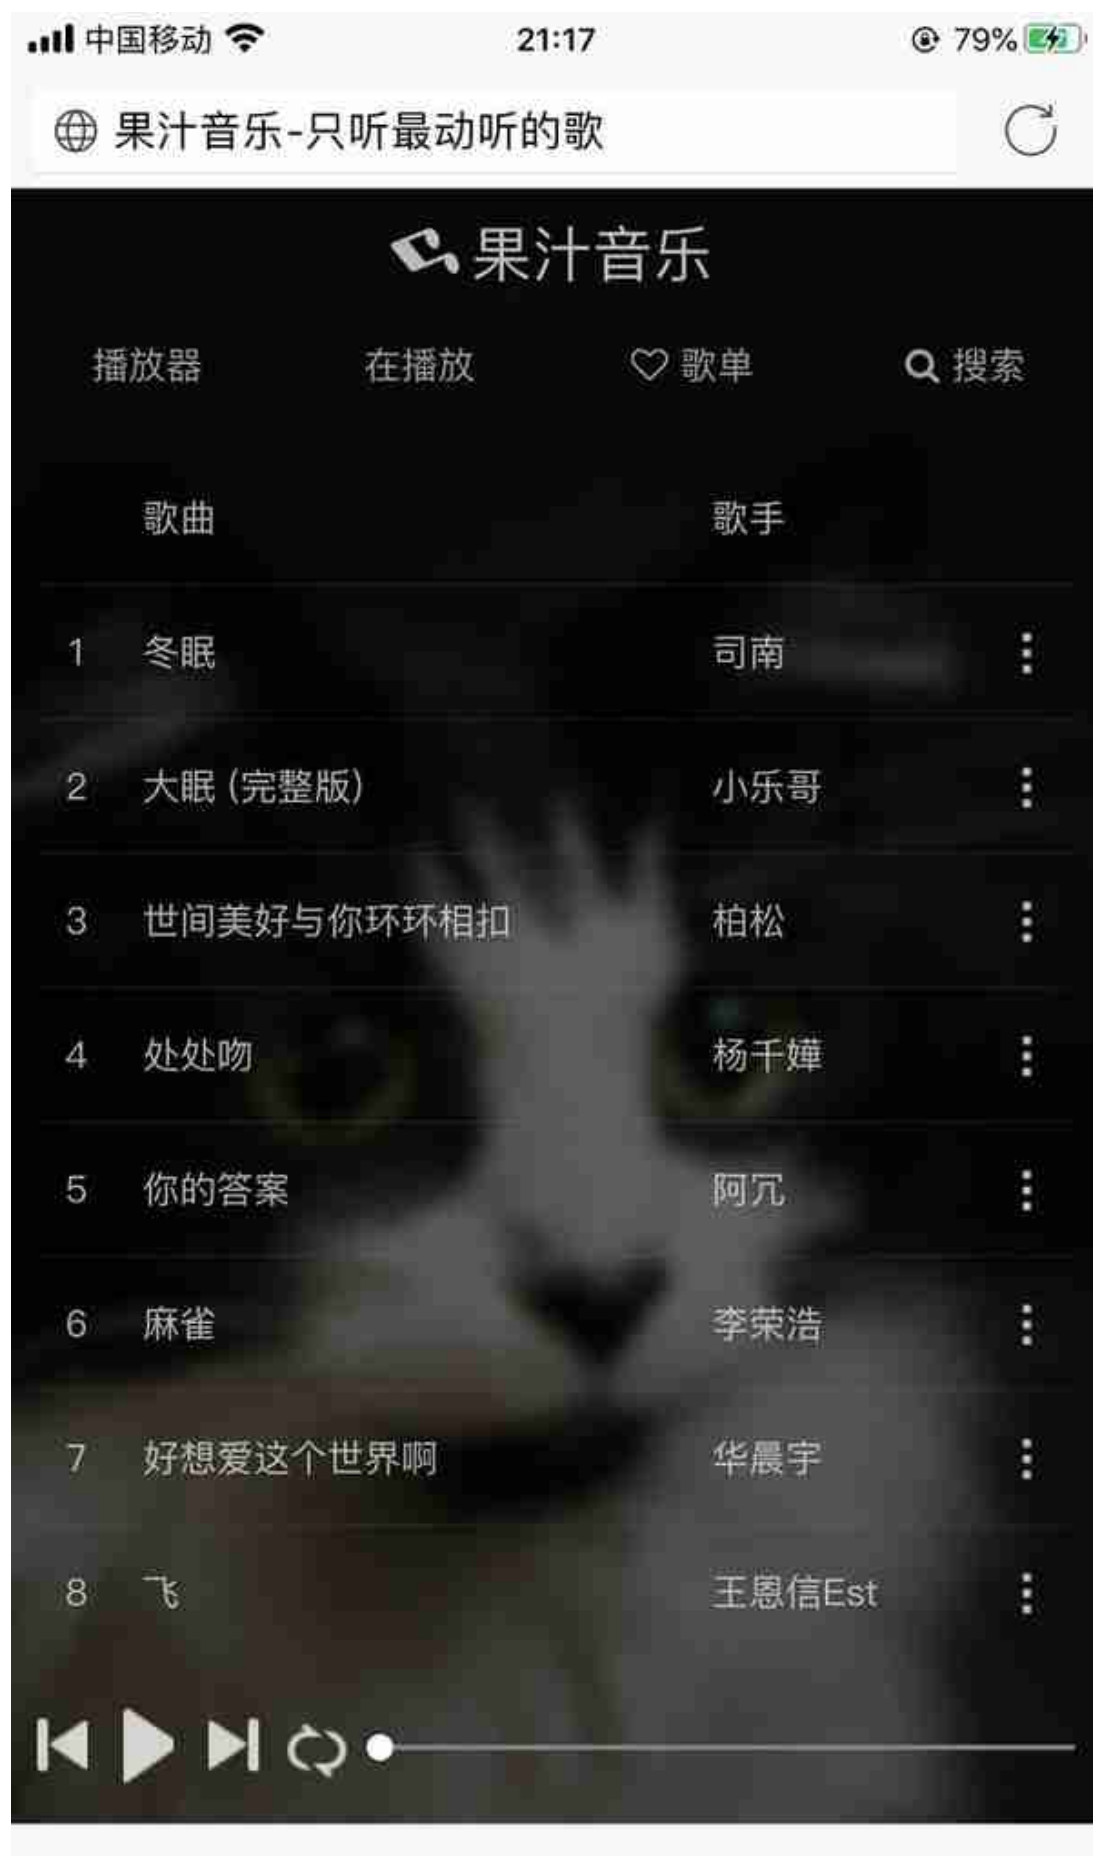 中国移动 21:17 79%
果汁音乐-只听最动听的歌
果汁音乐
播放器 在播放 歌单 搜索
歌曲 歌手
1 冬眠 司南
2 大眠 (完整版) 小乐哥
3 世间美好与你环环相扣 柏松
4 处处吻 杨千嬅
5 你的答案 阿冗
6 麻雀 李荣浩
7 好想爱这个世界啊 华晨宇
8 飞 王恩信Est